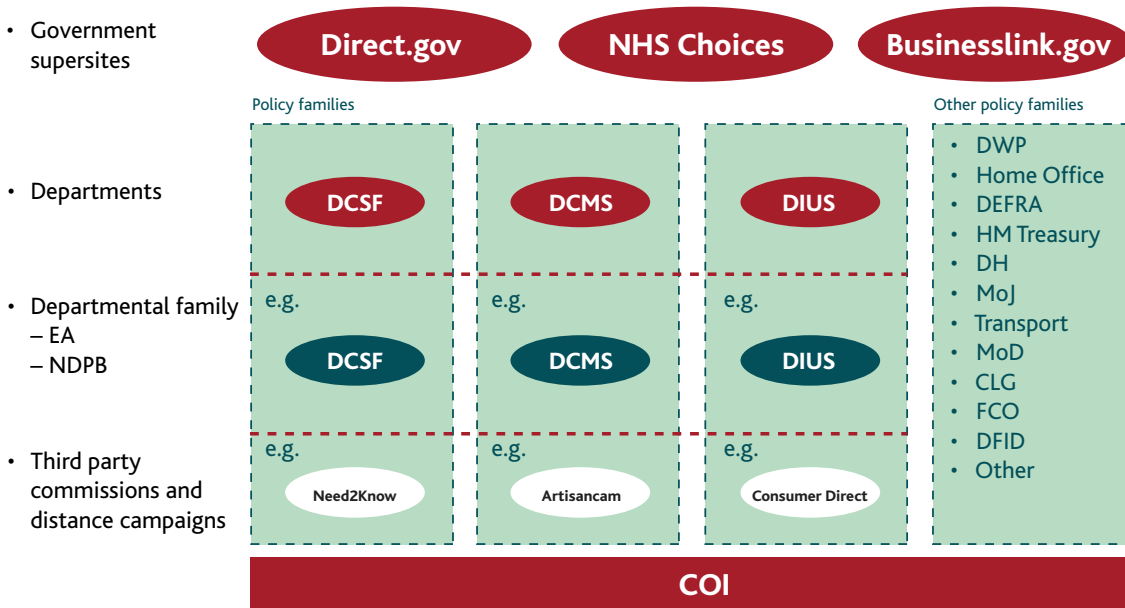 • Government
supersites
Direct.gov
NHS Choices
Businesslink.gov
Policy families
Other policy families
• Departments
DCSF
DCMS
DIUS
• DWP
• Home Office
• DEFRA
• HM Treasury
• DH
• MoJ
• Transport
• MoD
• CLG
• FCO
• DFID
• Other
• Departmental family
– EA
– NDPB
e.g.
DCSF
e.g.
DCMS
e.g.
DIUS
• Third party
commissions and
distance campaigns
e.g.
Need2Know
e.g.
Artisancam
e.g.
Consumer Direct
COI